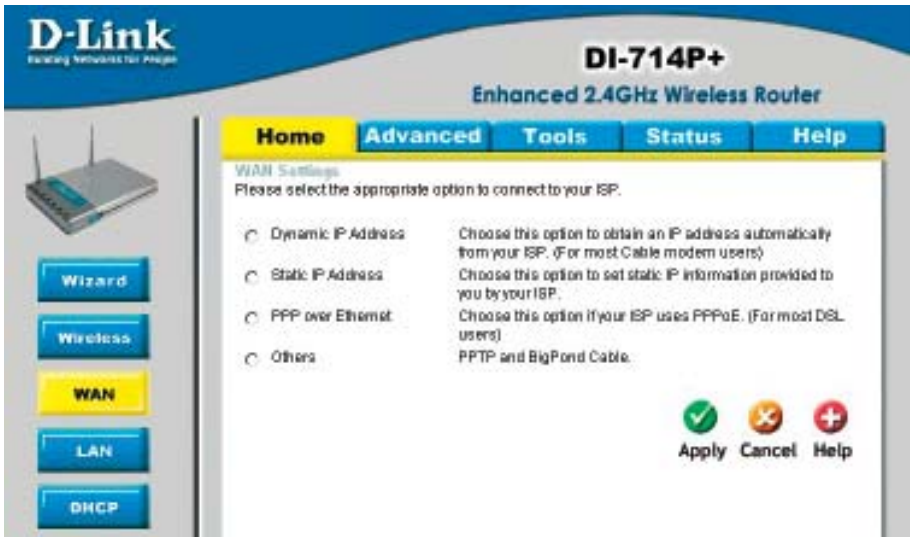 D-Link
Building Networks for People
DI-714P+
Enhanced 2.4GHz Wireless Router
Home Advanced Tools Status Help
WAN Settings
Please select the appropriate option to connect to your ISP.
Dynamic IP Address Choose this option to obtain an IP address automatically
from your ISP. (For most Cable modem users)
Static IP Address Choose this option to set static IP information provided to
you by your ISP.
PPP over Ethernet Choose this option if your ISP uses PPPoE. (For most DSL
users)
Others PPTP and BigPond Cable.
Wizard
Wireless
WAN
LAN
DHCP
Apply Cancel Help